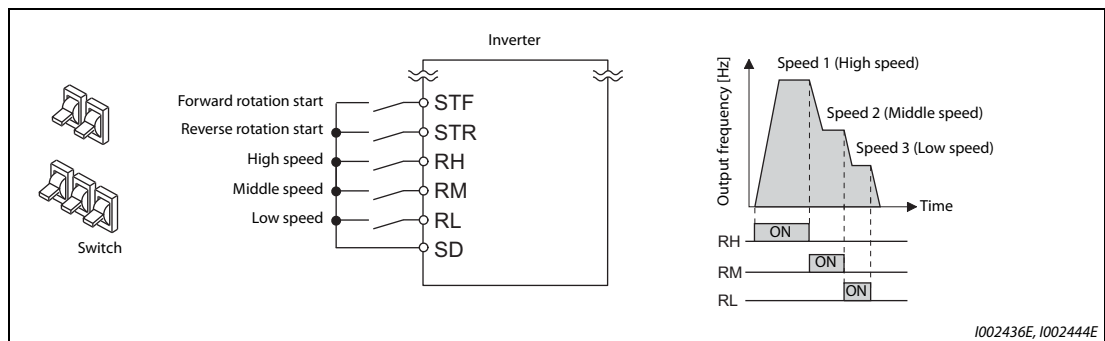 Inverter
Forward rotation start
STF
Reverse rotation start
STR
High speed
RH
Middle speed
RM
Low speed
RL
SD
Switch
Output frequency [Hz]
Speed 1 (High speed)
Speed 2 (Middle speed)
Speed 3 (Low speed)
Time
RH
ON
RM
ON
RL
ON
I002436E, I002444E